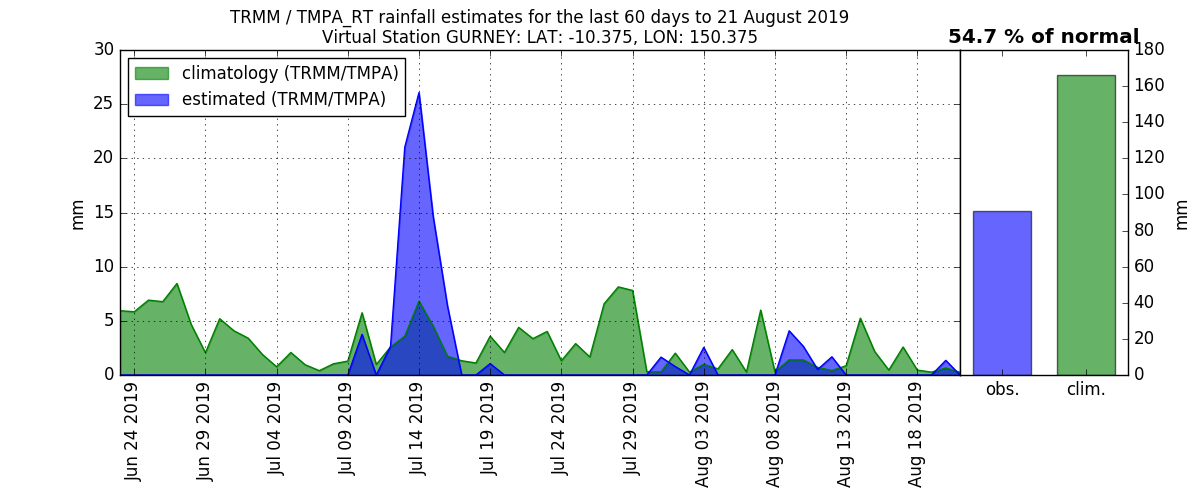 TRMM / TMPA_RT rainfall estimates for the last 60 days to 21 August 2019
Virtual Station GURNEY: LAT: -10.375, LON: 150.375
54.7 % of normal
climatology (TRMM/TMPA)
estimated (TRMM/TMPA)
30
25
20
15
10
5
0
mm
Jun 24 2019
Jun 29 2019
Jul 04 2019
Jul 09 2019
Jul 14 2019
Jul 19 2019
Jul 24 2019
Jul 29 2019
Aug 03 2019
Aug 08 2019
Aug 13 2019
Aug 18 2019
obs.
clim.
180
160
140
120
100
80
60
40
20
0
mm